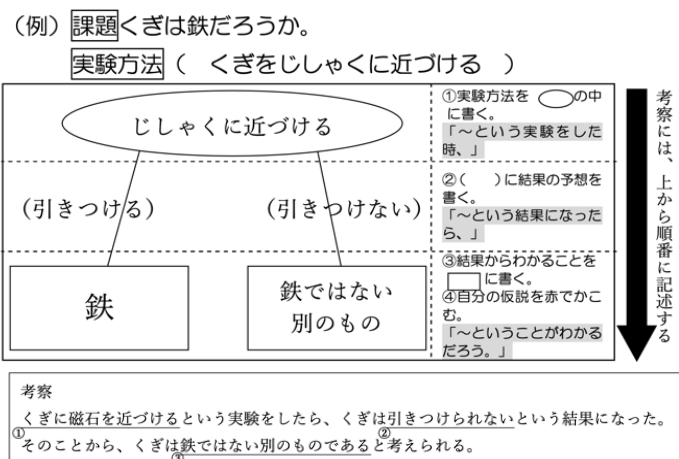 （例）課題くぎは鉄だろうか。
実験方法（　くぎをじしゃくに近づける　）
じしゃくに近づける
（引きつける）
（引きつけない）
鉄
鉄ではない
別のもの
①実験方法を　　の中
に書く。
「～という実験をした
時、」
②（　　）に結果の予想を
書く。
「～という結果になった
ら、」
③結果からわかることを
に書く。
④自分の仮説を赤でかこ
む。
「～ということがわかる
だろう。」
考察には、上から順番に記述する
考察
くぎに磁石を近づけるという実験をしたら、くぎは引きつけられないという結果になった。
①　②
そのことから、くぎは鉄ではない別のものであると考えられる。
③